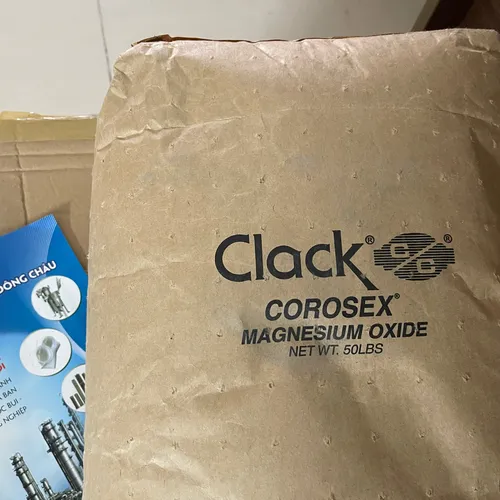 Clack®
®
COROSEX®
MAGNESIUM OXIDE
NET WT. 50LBS
ĐÔNG CHÂU